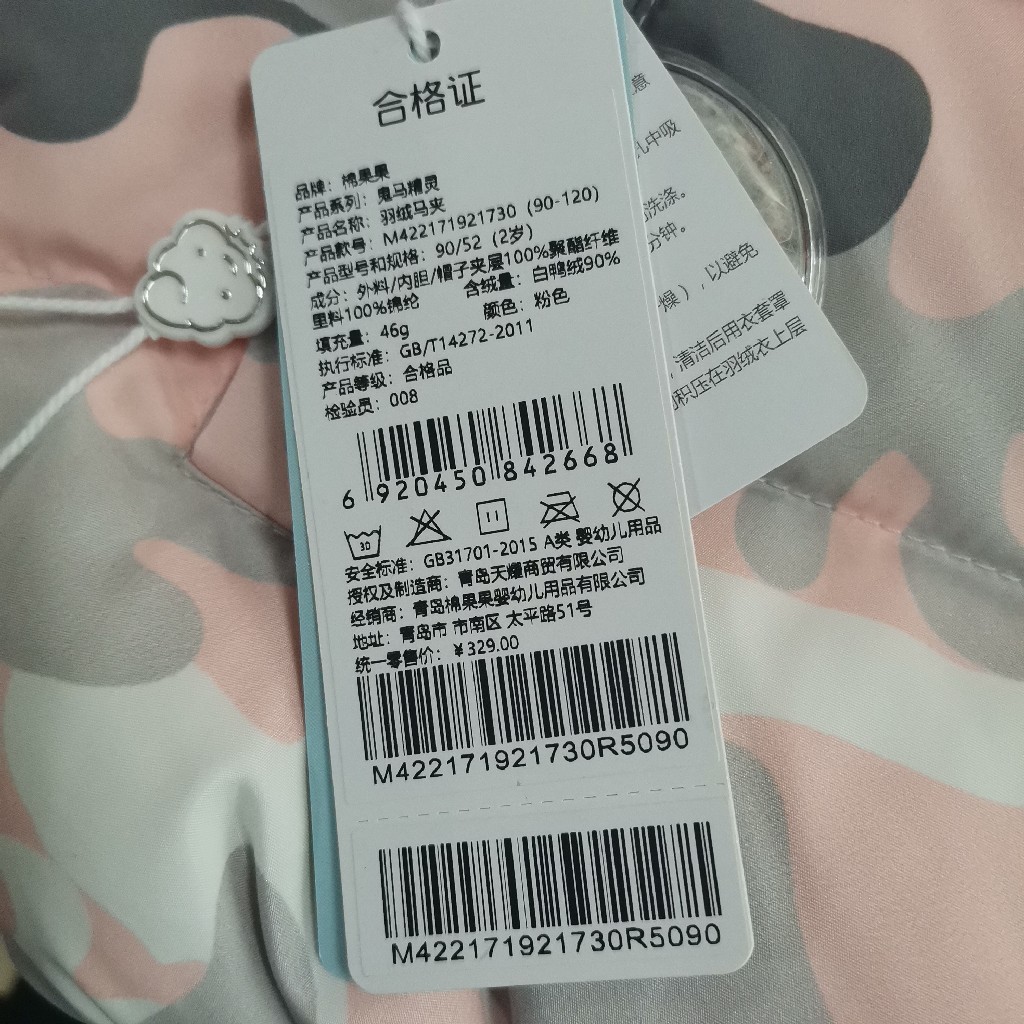 合格证
品牌：棉果果
产品系列：鬼马精灵
产品名称：羽绒马夹
产品款号：M422171921730（90-120）
产品型号和规格：90/52（2岁）
成分：外料/内胆/帽子夹层100%聚酯纤维
里料100%锦纶 含绒量：白鸭绒90%
填充量：46g 颜色：粉色
执行标准：GB/T14272-2011
产品等级：合格品
检验员：008
6 920450 842668
30
安全标准：GB31701-2015 A类 婴幼儿用品
授权及制造商：青岛天耀商贸有限公司
经销商：青岛棉果果婴幼儿用品有限公司
地址：青岛市 市南区 太平路51号
统一零售价：￥329.00
M422171921730R5090
M422171921730R5090
意
孔中吸
洗涤。
分钟。
燥），以避免
，清洁后用衣套罩
积压在羽绒衣上层